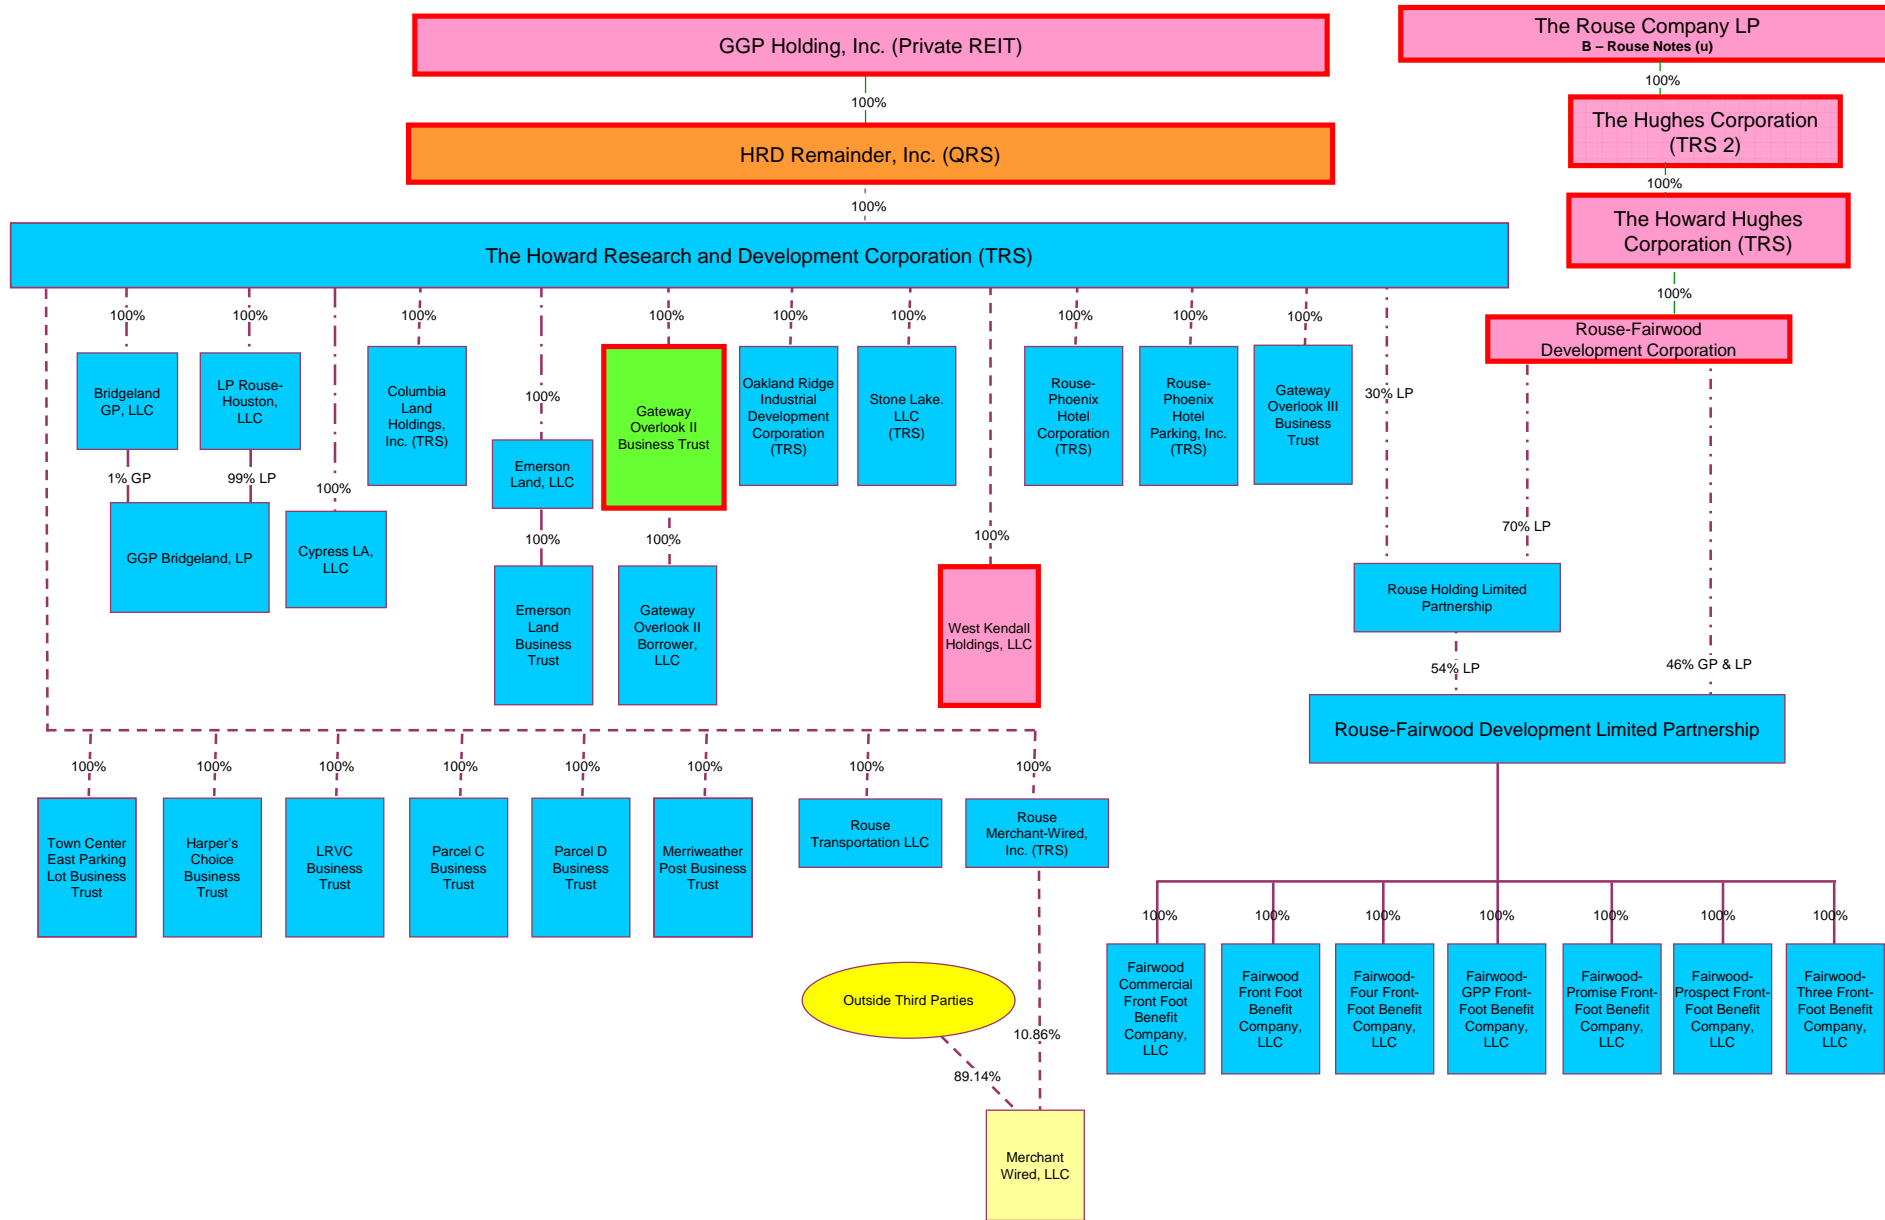 GGP Holding, Inc. (Private REIT)
The Rouse Company LP
B – Rouse Notes (u)
100%
100%
HRD Remainder, Inc. (QRS)
The Hughes Corporation
(TRS 2)
100%
100%
The Howard Research and Development Corporation (TRS)
The Howard Hughes
Corporation (TRS)
100%
Rouse-Fairwood
Development Corporation
100%
100%
100%
100%
100%
100%
100%
100%
100%
Bridgeland
GP, LLC
LP Rouse-
Houston,
LLC
Columbia
Land
Holdings,
Inc. (TRS)
100%
Gateway
Overlook II
Business Trust
Oakland Ridge
Industrial
Development
Corporation
(TRS)
Stone Lake.
LLC
(TRS)
Rouse-
Phoenix
Hotel
Corporation
(TRS)
Rouse-
Phoenix
Hotel
Parking, Inc.
(TRS)
Gateway
Overlook III
Business
Trust
30% LP
1% GP
99% LP
100%
Emerson
Land, LLC
GGP Bridgeland, LP
Cypress LA,
LLC
100%
100%
100%
70% LP
Emerson
Land
Business
Trust
Gateway
Overlook II
Borrower,
LLC
West Kendall
Holdings, LLC
Rouse Holding Limited
Partnership
54% LP
46% GP & LP
Rouse-Fairwood Development Limited Partnership
100%
100%
100%
100%
100%
100%
100%
100%
Town Center
East Parking
Lot Business
Trust
Harper's
Choice
Business
Trust
LRVC
Business
Trust
Parcel C
Business
Trust
Parcel D
Business
Trust
Merriweather
Post Business
Trust
Rouse
Transportation LLC
Rouse
Merchant-Wired,
Inc. (TRS)
100%
100%
100%
100%
100%
100%
100%
Fairwood
Commercial
Front Foot
Benefit
Company,
LLC
Fairwood
Front Foot
Benefit
Company,
LLC
Fairwood-
Four Front-
Foot Benefit
Company,
LLC
Fairwood-
GPP Front-
Foot Benefit
Company,
LLC
Fairwood-
Promise Front-
Foot Benefit
Company,
LLC
Fairwood-
Prospect Front-
Foot Benefit
Company,
LLC
Fairwood-
Three Front-
Foot Benefit
Company,
LLC
Outside Third Parties
10.86%
89.14%
Merchant
Wired, LLC